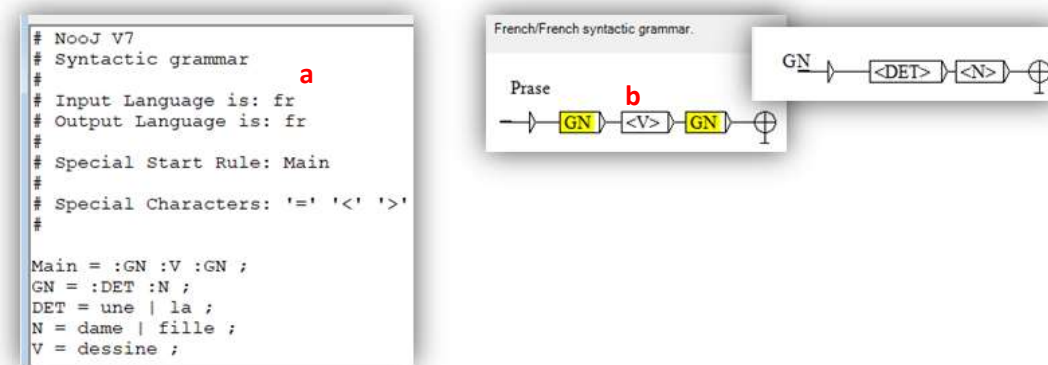 # NooJ V7
# Syntactic grammar
#
a
# Input Language is: fr
# Output Language is: fr
#
# Special Start Rule: Main
#
# Special Characters: '=' '<' '>'
#
Main = :GN :V :GN ;
GN = :DET :N ;
DET = une | la ;
N = dame | fille ;
V = dessine ;
French/French syntactic grammar.
Prase
b
GN <V> GN
GN <DET> <N>